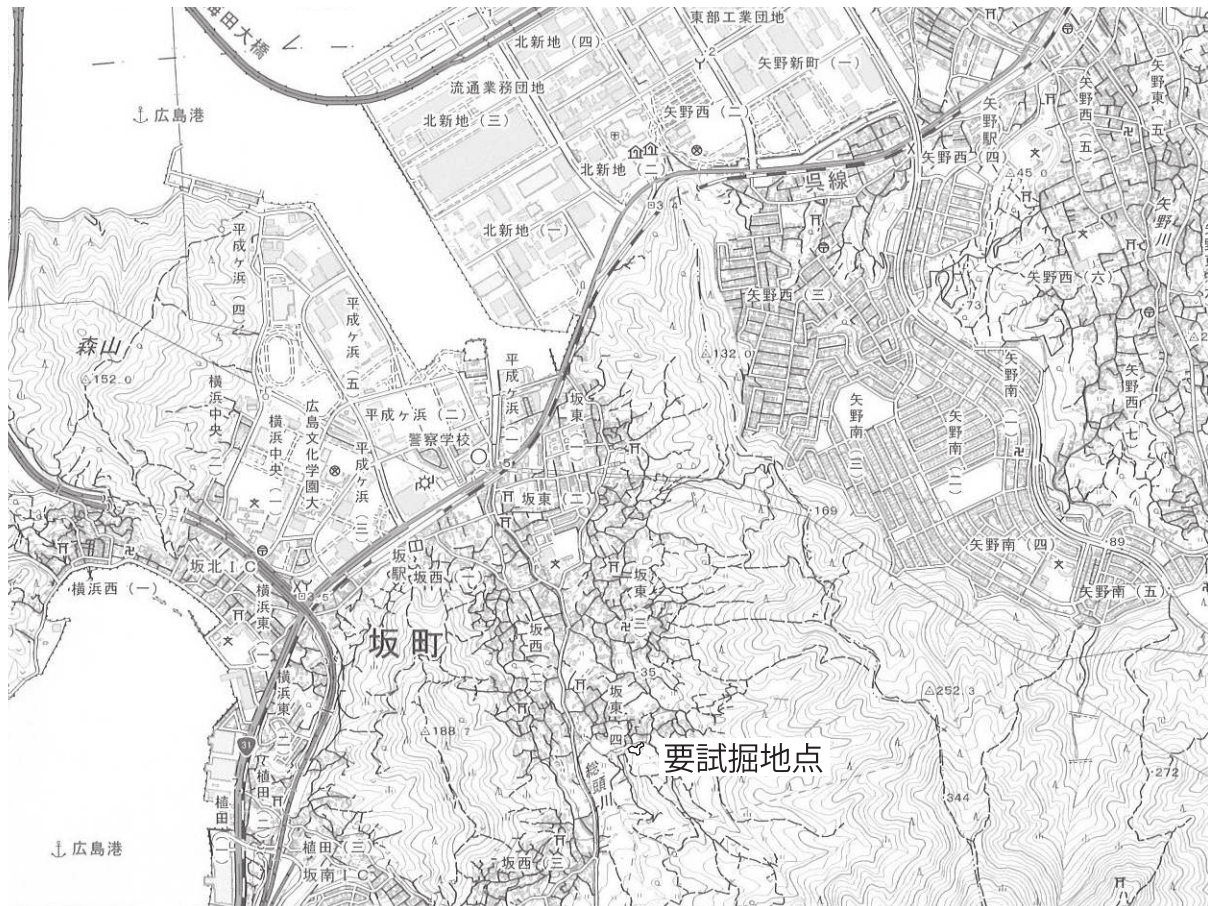 海田大橋
東部工業団地
北新地(四)
2
矢野新町(一)
流通業務団地
広島港
北新地(三)
矢野西(二)
矢野駅
矢野西(五)
矢野東(五)
矢野西(四)
北新地(二)
呉線
45.0
矢野川
北新地(一)
3.4
平成ヶ浜(四)
矢野西(三)
矢野西(六)
73
平成ヶ浜(五)
森山
152.0
132.0
矢野南(一)
横浜中央(二)
広島文化学園大
平成ヶ浜(二)
平成ヶ浜(一)
坂東(一)
矢野西(七)
横浜中央(一)
警察学校
平成ヶ浜(三)
矢野南(三)
矢野南(二)
坂東(二)
169
坂北IC
坂駅
坂西(一)
矢野南(四)
89
横浜西(一)
3.5
坂東(三)
矢野南(五)
横浜東(一)
坂町
坂西(二)
35
横浜東(二)
252.3
188.7
坂東(四)
31
要試掘地点
総頭川
272
植田(二)
344
植田(一)
広島港
植田(三)
坂西(三)
坂南IC